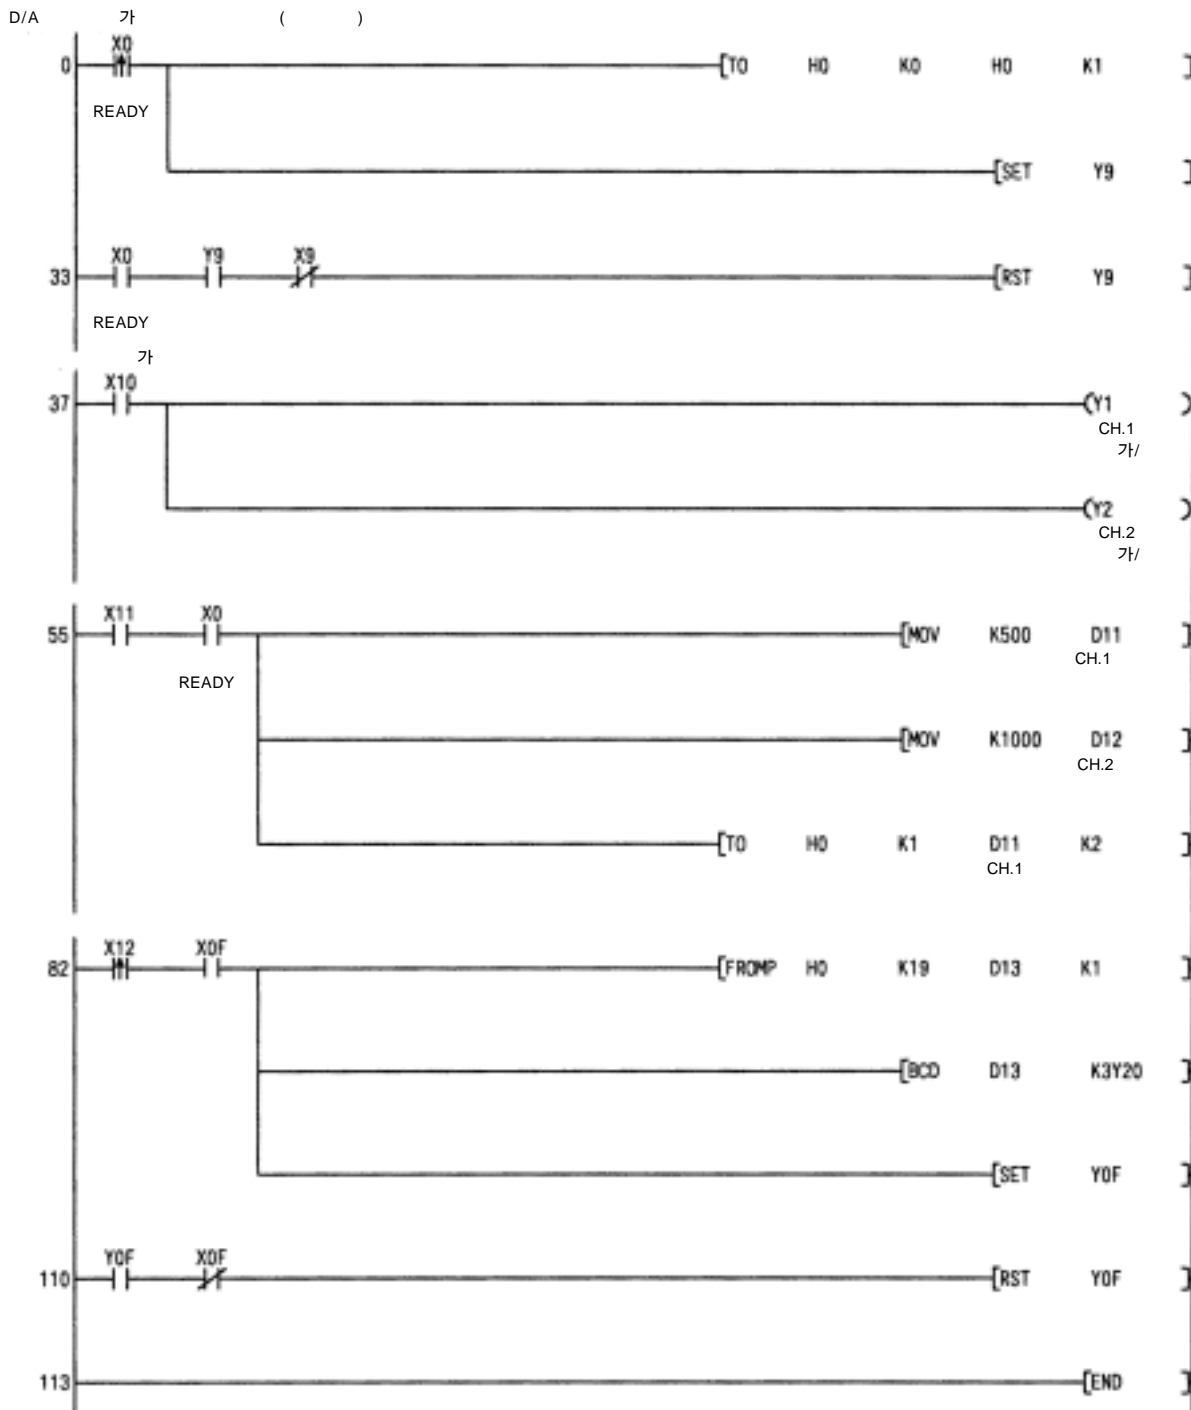 D/A 가 ( )
X0
0 [TO H0 K0 H0 K1 ]
READY
[SET Y9 ]
X0 Y9 X9
33 [RST Y9 ]
READY
가
X10
37 (Y1 )
CH.1
가/
(Y2 )
CH.2
가/
X11 X0
55 [MOV K500 D11 ]
CH.1
READY
[MOV K1000 D12 ]
CH.2
[TO H0 K1 D11 K2 ]
CH.1
X12 X0F
82 [FROMP H0 K19 D13 K1 ]
[BCD D13 K3Y20 ]
[SET Y0F ]
Y0F X0F
110 [RST Y0F ]
113 [END ]